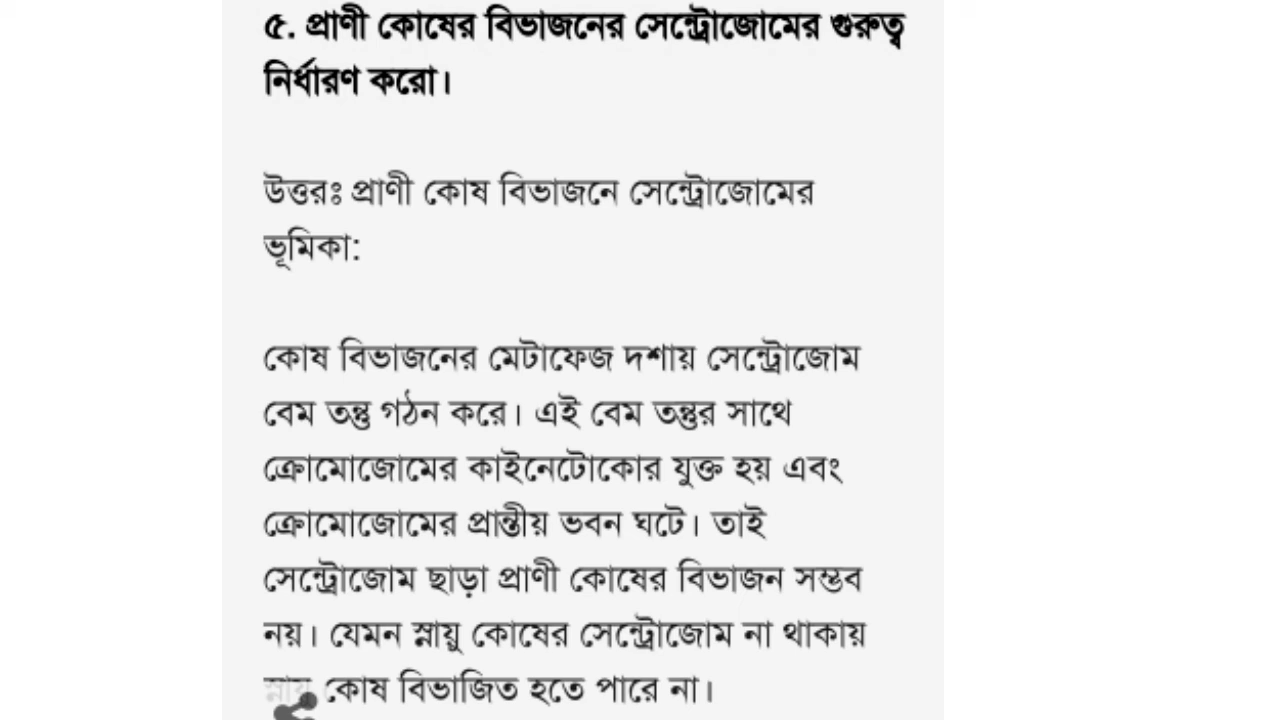 ৫. প্রাণী কোষের বিভাজনের সেন্ট্রোজোমের গুরুত্ব
নির্ধারণ করো।
উত্তরঃ প্রাণী কোষ বিভাজনে সেন্ট্রোজোমের
ভূমিকা:
কোষ বিভাজনের মেটাফেজ দশায় সেন্ট্রোজোম
বেম তন্তু গঠন করে। এই বেম তন্তুর সাথে
ক্রোমোজোমের কাইনেটোকোর যুক্ত হয় এবং
ক্রোমোজোমের প্রান্তীয় ভবন ঘটে। তাই
সেন্ট্রোজোম ছাড়া প্রাণী কোষের বিভাজন সম্ভব
নয়। যেমন স্নায়ু কোষের সেন্ট্রোজোম না থাকায়
স্নায়ু কোষ বিভাজিত হতে পারে না।